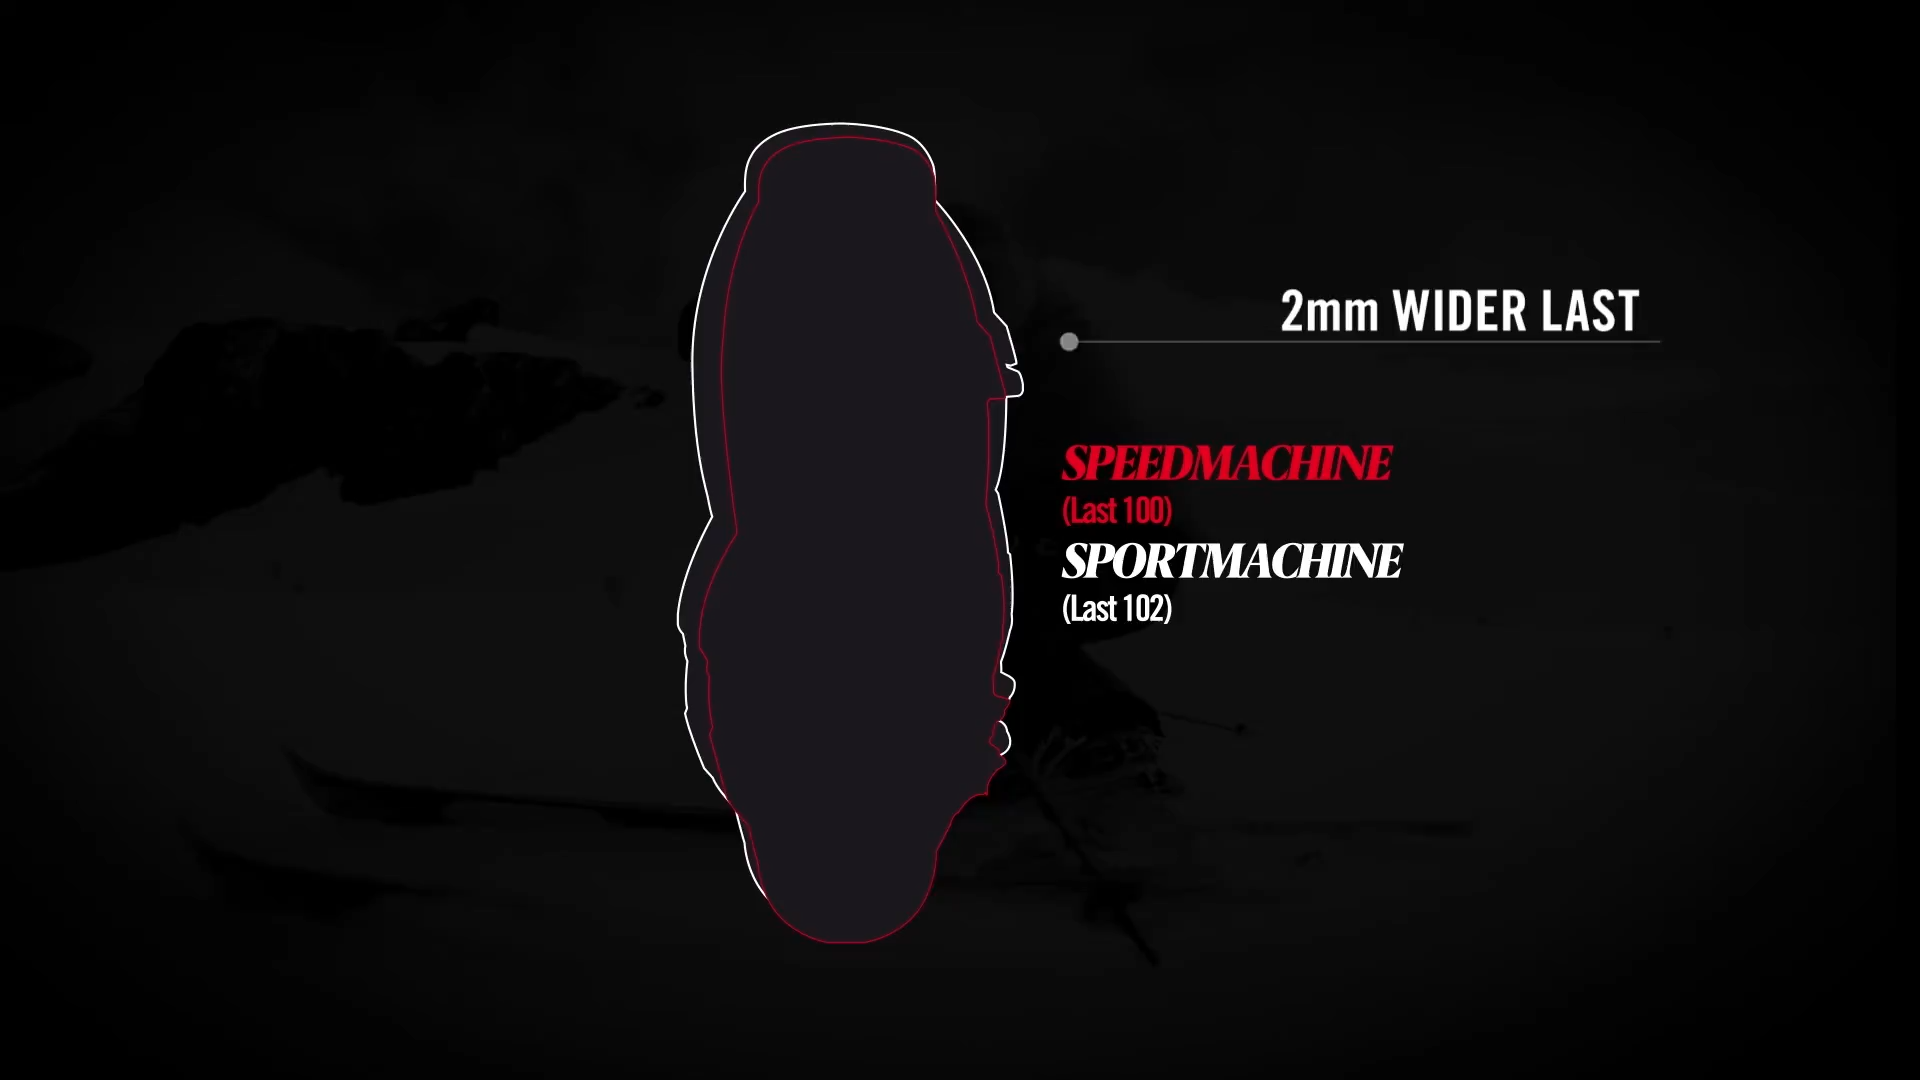 2mm WIDER LAST
SPEEDMACHINE
(Last 100)
SPORTMACHINE
(Last 102)